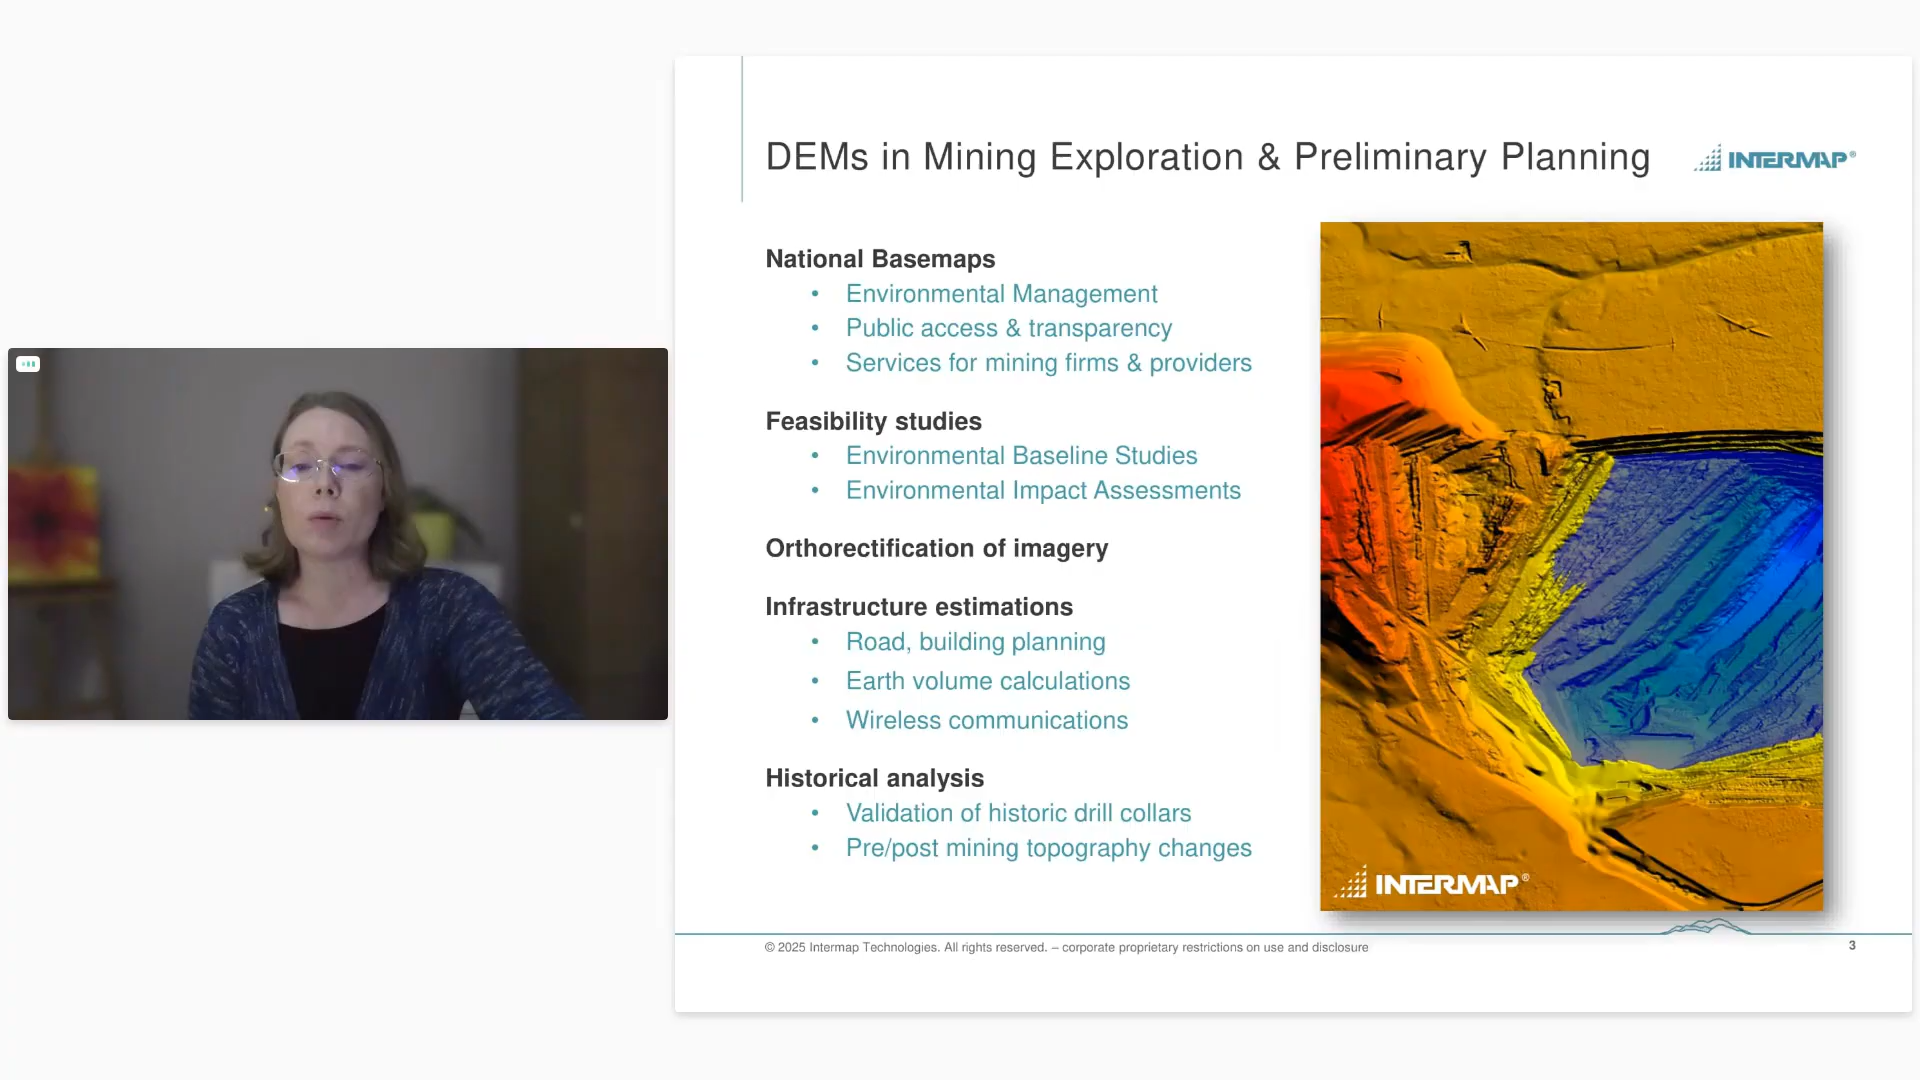 DEMs in Mining Exploration & Preliminary Planning
INTERMAP®
National Basemaps
• Environmental Management
• Public access & transparency
• Services for mining firms & providers
Feasibility studies
• Environmental Baseline Studies
• Environmental Impact Assessments
Orthorectification of imagery
Infrastructure estimations
• Road, building planning
• Earth volume calculations
• Wireless communications
Historical analysis
• Validation of historic drill collars
• Pre/post mining topography changes
INTERMAP®
© 2025 Intermap Technologies. All rights reserved. – corporate proprietary restrictions on use and disclosure
3